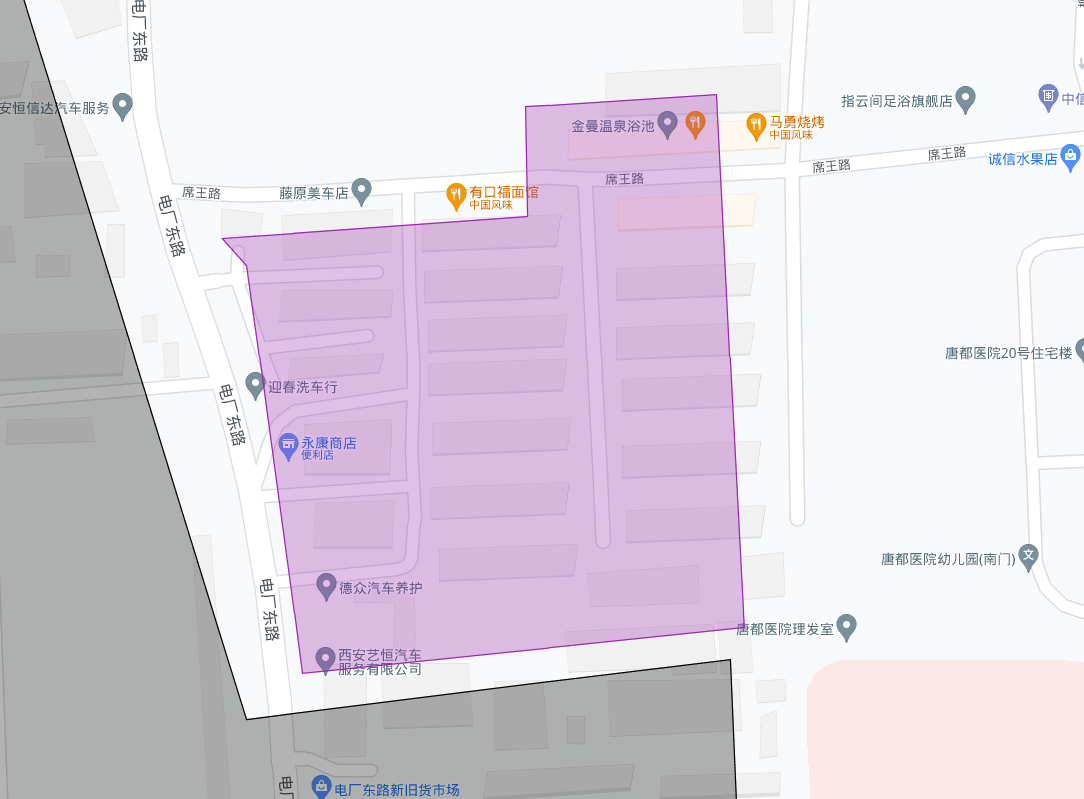 电厂东路
安恒信达汽车服务
指云间足浴旗舰店
中信
金曼温泉浴池
马勇烧烤
中国风味
诚信水果店
席王路
席王路
席王路
席王路
藤原美车店
有口福面馆
中国风味
电厂东路
唐都医院20号住宅楼
迎春洗车行
电厂东路
永康商店
便利店
唐都医院幼儿园(南门)
文
德众汽车养护
电厂东路
唐都医院理发室
西安艺恒汽车
服务有限公司
电厂东路新旧货市场
电厂